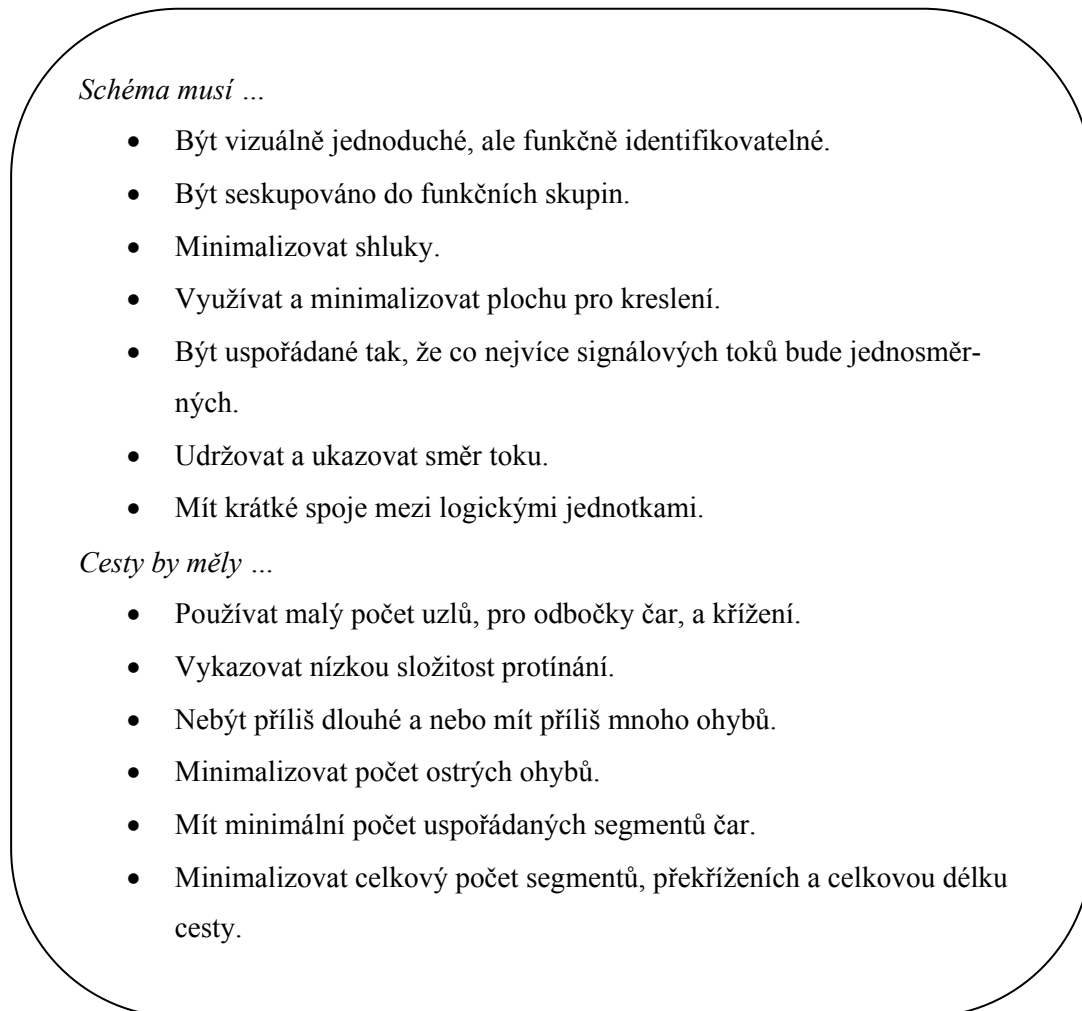 Schéma musí ...
• Být vizuálně jednoduché, ale funkčně identifikovatelné.
• Být seskupováno do funkčních skupin.
• Minimalizovat shluky.
• Využívat a minimalizovat plochu pro kreslení.
• Být uspořádané tak, že co nejvíce signálových toků bude jednosměr-
ných.
• Udržovat a ukazovat směr toku.
• Mít krátké spoje mezi logickými jednotkami.
Cesty by měly ...
• Používat malý počet uzlů, pro odbočky čar, a křížení.
• Vykazovat nízkou složitost protínání.
• Nebýt příliš dlouhé a nebo mít příliš mnoho ohybů.
• Minimalizovat počet ostrých ohybů.
• Mít minimální počet uspořádaných segmentů čar.
• Minimalizovat celkový počet segmentů, překříženích a celkovou délku
cesty.